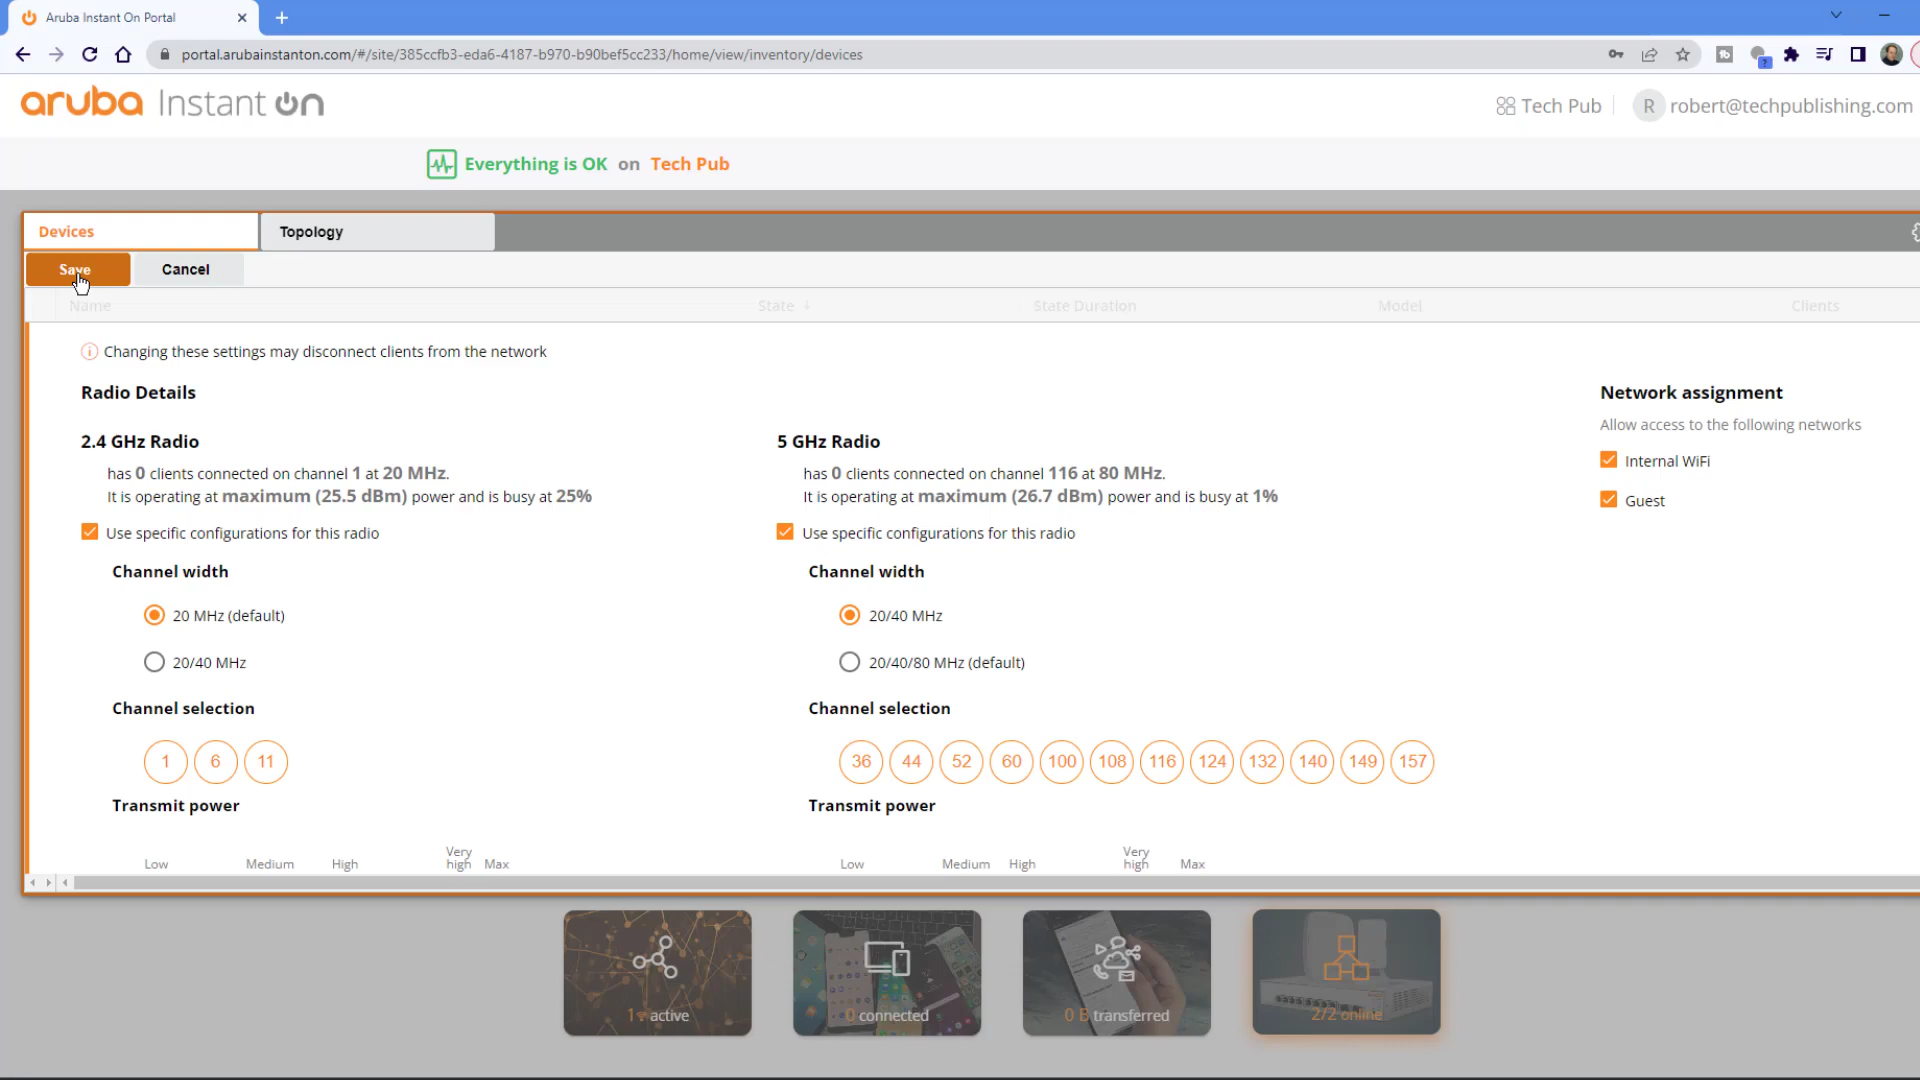 Aruba Instant On Portal
portal.arubainstanton.com/#/site/385ccfb3-eda6-4187-b970-b90bef5cc233/home/view/inventory/devices
aruba Instant On
Tech Pub
R robert@techpublishing.com
Everything is OK on Tech Pub
Devices
Topology
Save
Cancel
Name State State Duration Model Clients
Changing these settings may disconnect clients from the network
Radio Details
2.4 GHz Radio
has 0 clients connected on channel 1 at 20 MHz.
It is operating at maximum (25.5 dBm) power and is busy at 25%
Use specific configurations for this radio
Channel width
20 MHz (default)
20/40 MHz
Channel selection
1 6 11
Transmit power
Low Medium High Very high Max
5 GHz Radio
has 0 clients connected on channel 116 at 80 MHz.
It is operating at maximum (26.7 dBm) power and is busy at 1%
Use specific configurations for this radio
Channel width
20/40 MHz
20/40/80 MHz (default)
Channel selection
36 44 52 60 100 108 116 124 132 140 149 157
Transmit power
Low Medium High Very high Max
Network assignment
Allow access to the following networks
Internal WiFi
Guest
active
0 connected
0 B transferred
2/2 online